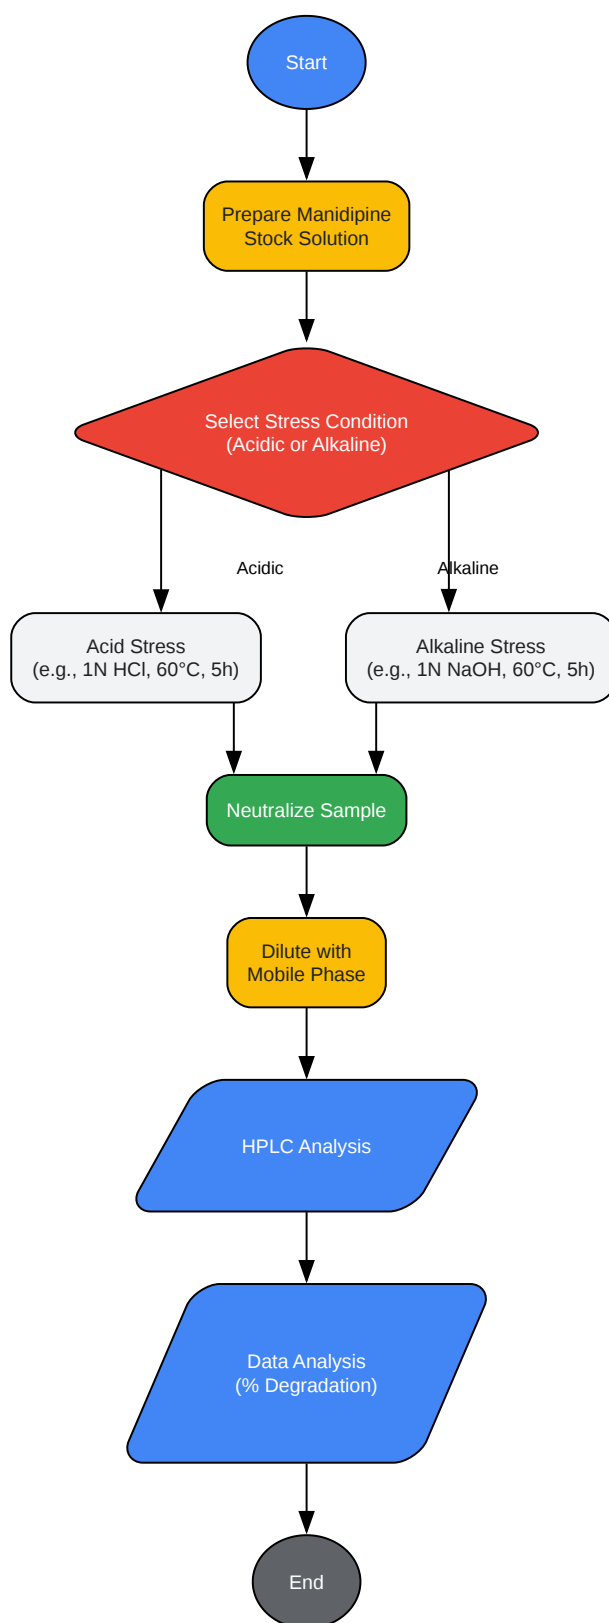 Start
Prepare Manidipine
Stock Solution
Select Stress Condition
(Acidic or Alkaline)
Acidic
Alkaline
Acid Stress
(e.g., 1N HCl, 60°C, 5h)
Alkaline Stress
(e.g., 1N NaOH, 60°C, 5h)
Neutralize Sample
Dilute with
Mobile Phase
HPLC Analysis
Data Analysis
(% Degradation)
End